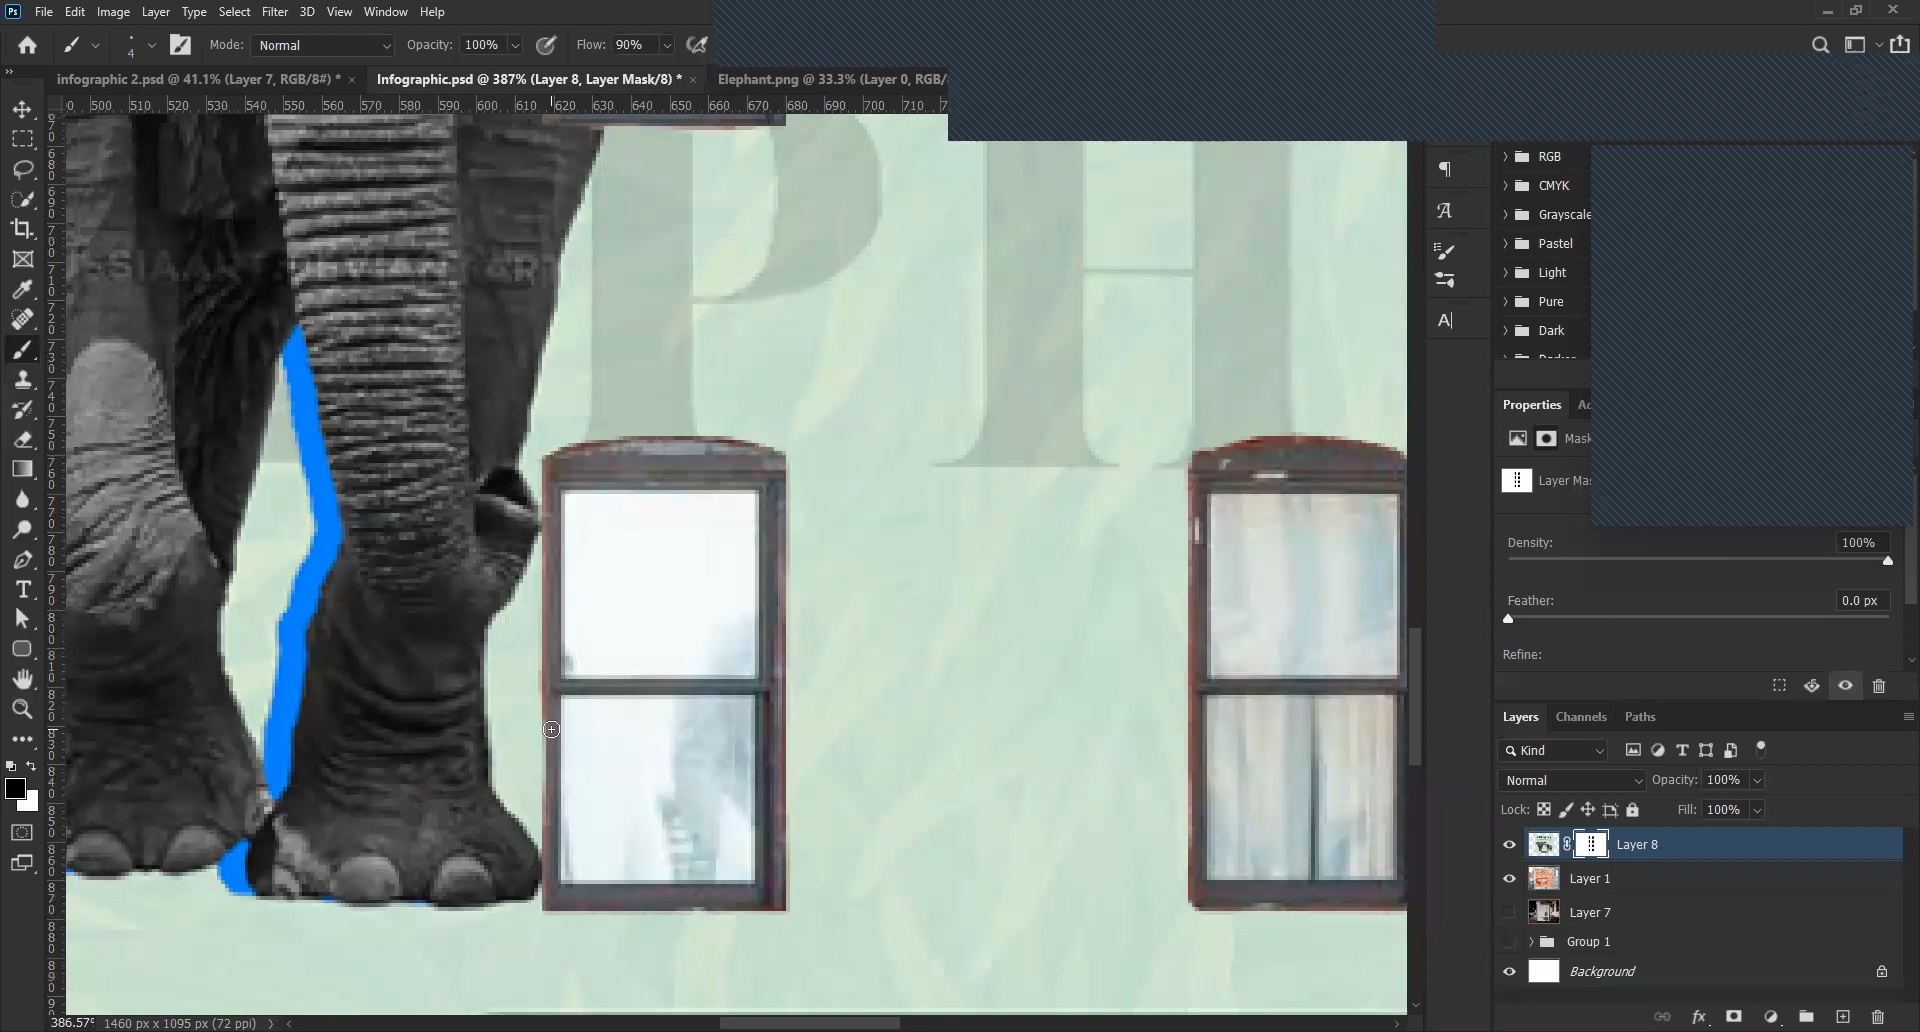 Ps File Edit Image Layer Type Select Filter 3D View Window Help
4 Mode: Normal Opacity: 100% Flow: 90%
infographic 2.psd @ 41.1% (Layer 7, RGB/8#) * × Infographic.psd @ 387% (Layer 8, Layer Mask/8) * × Elephant.png @ 33.3% (Layer 0, RGB/
500 510 520 530 540 550 560 570 580 590 600 610 620 630 640 650 660 670 680 690 700 710
RGB
CMYK
Grayscale
Pastel
Light
Pure
Dark
PH
Properties
Mask
Layer Mas
Density: 100%
Feather: 0.0 px
Refine:
Layers Channels Paths
Kind
Normal Opacity: 100%
Lock: Fill: 100%
Layer 8
Layer 1
Layer 7
Group 1
Background
386.57% 1460 px x 1095 px (72 ppi)